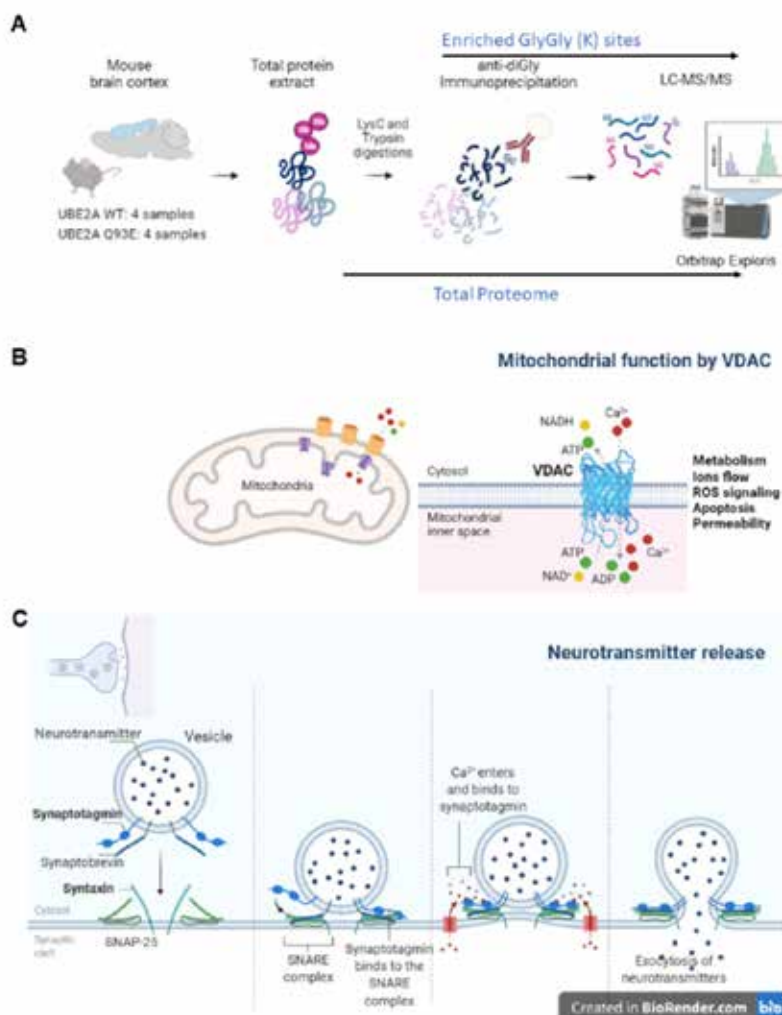 A
Enriched GlyGly (K) sites
Mouse
brain cortex
Total protein
extract
anti-diGly
Immunoprecipitation
LC-MS/MS
LysC and
Trypsin
digestions
UBE2A WT: 4 samples
UBE2A Q93E: 4 samples
Orbitrap Exploris
Total Proteome
B
Mitochondrial function by VDAC
NADH
Ca²⁺
ATP
VDAC
Cytosol
Mitochondria
Mitochondrial
inner space
Metabolism
Ions flow
ROS signaling
Apoptosis
Permeability
ATP
Ca²⁺
NAD⁺
ADP
C
Neurotransmitter release
Neurotransmitter
Vesicle
Synaptotagmin
Synaptobrevin
Syntaxin
Cytosol
Synaptic
cleft
SNAP-25
SNARE
complex
Synaptotagmin
binds to the
SNARE
complex
Ca²⁺ enters
and binds to
synaptotagmin
Exocytosis of
neurotransmitters
Created in BioRender.com
bio